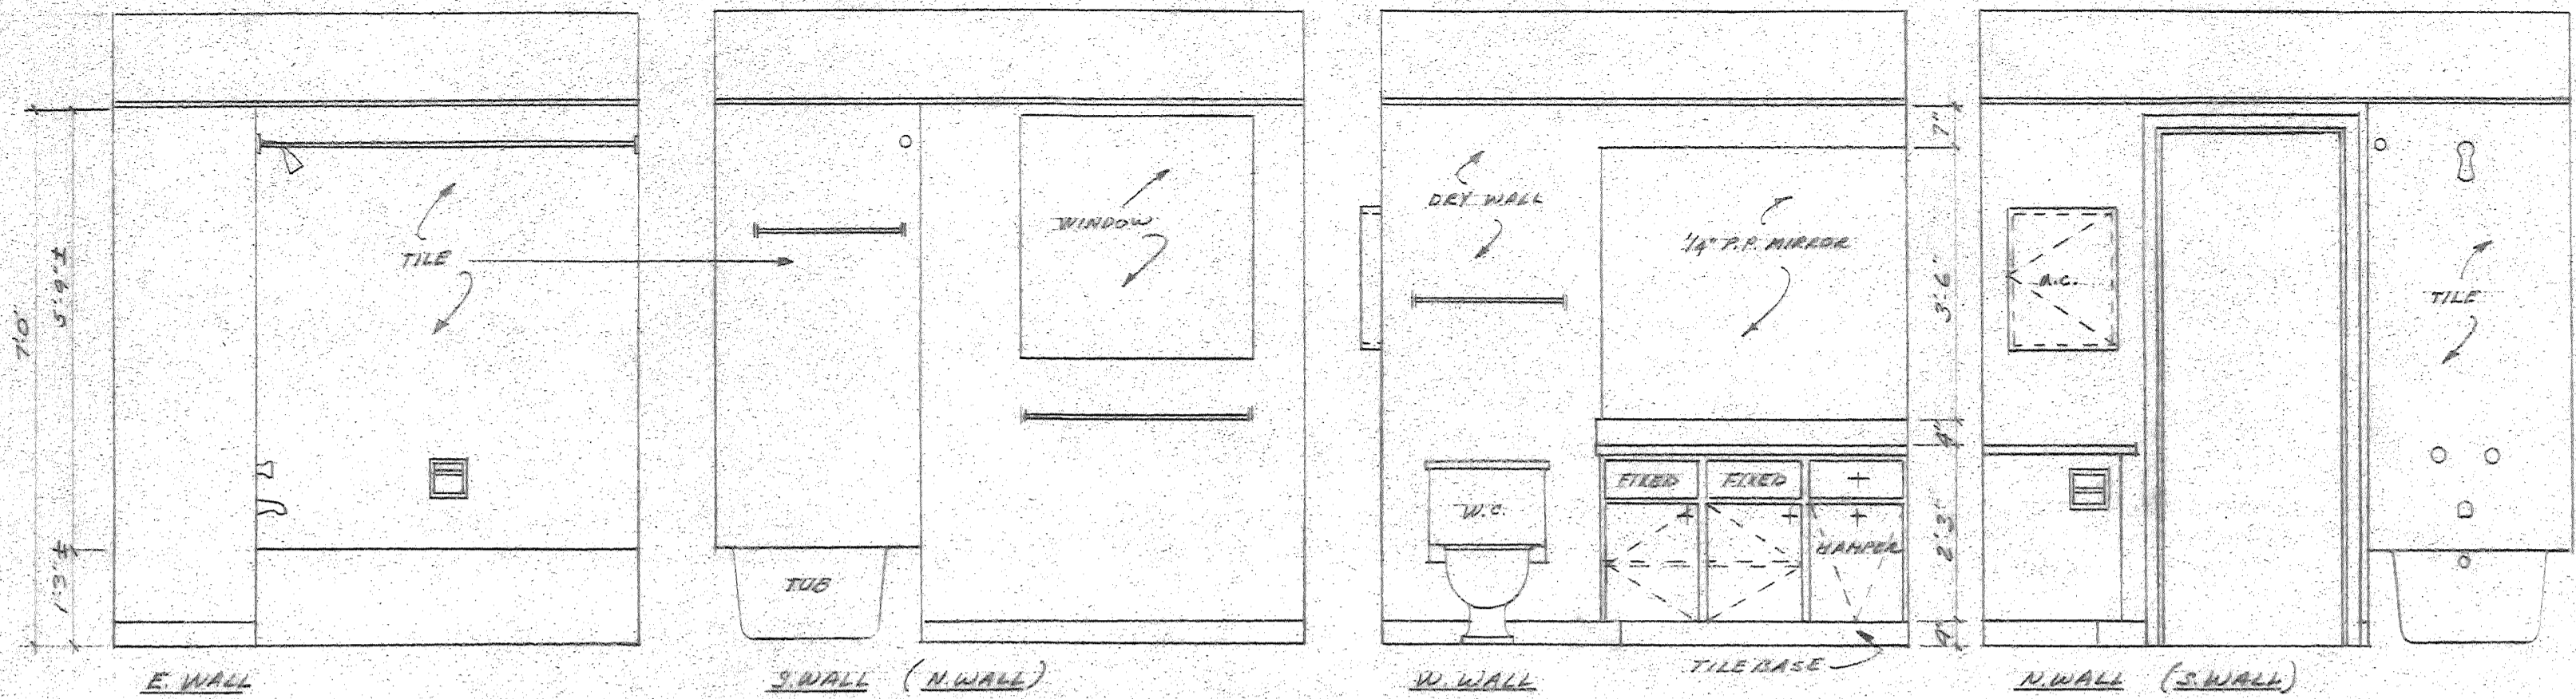 7'0"
5'-9"±
1'-3"±
TILE
E. WALL
WINDOW
TUB
S. WALL (N. WALL)
DRY WALL
1/4" P.P. MIRROR
W.C.
FIXED FIXED
HAMPER
TILE BASE
W. WALL
7"
3'-6"
4"
2'-3"
4"
M.C.
TILE
N. WALL (S. WALL)